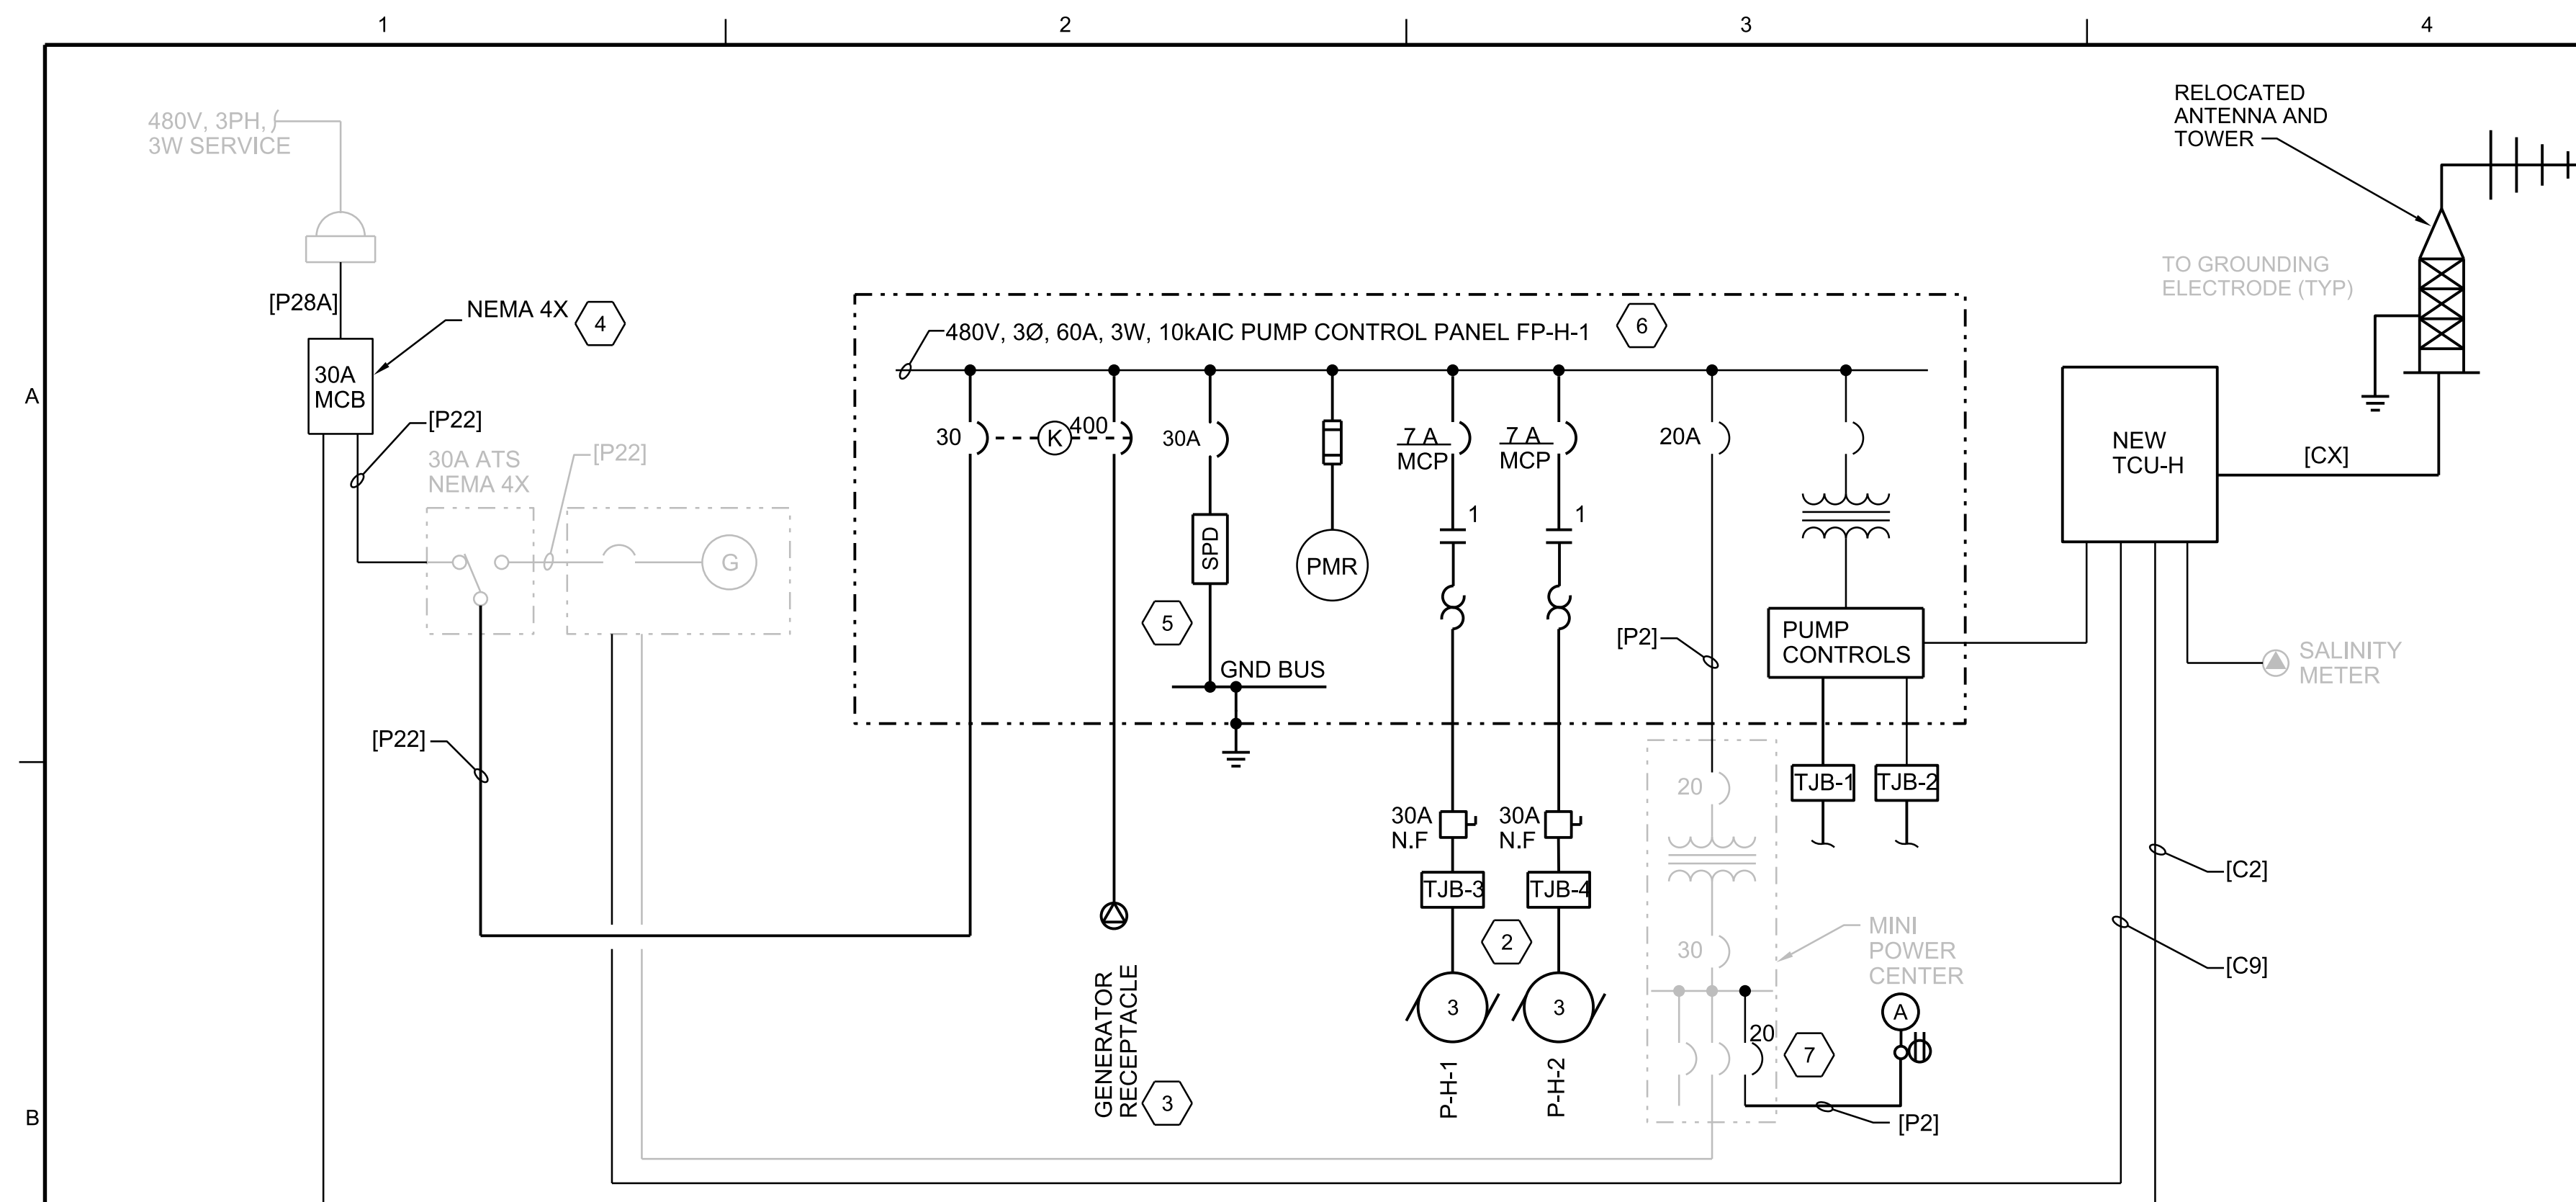 1
2
3
4
480V, 3PH,
3W SERVICE
RELOCATED
ANTENNA AND
TOWER
TO GROUNDING
ELECTRODE (TYP)
[P28A]
NEMA 4X
4
480V, 3Ø, 60A, 3W, 10kAIC PUMP CONTROL PANEL FP-H-1
6
A
30A
MCB
[P22]
30A ATS
NEMA 4X
[P22]
G
30
K
400
30A
7 A
MCP
7 A
MCP
20A
NEW
TCU-H
[CX]
1
1
SPD
PMR
5
GND BUS
[P2]
PUMP
CONTROLS
SALINITY
METER
[P22]
TJB-1
TJB-2
20
30A
N.F
30A
N.F
TJB-3
TJB-4
[C2]
2
30
MINI
POWER
CENTER
[C9]
GENERATOR
RECEPTACLE
3
3
3
P-H-1
P-H-2
A
20
7
[P2]
B